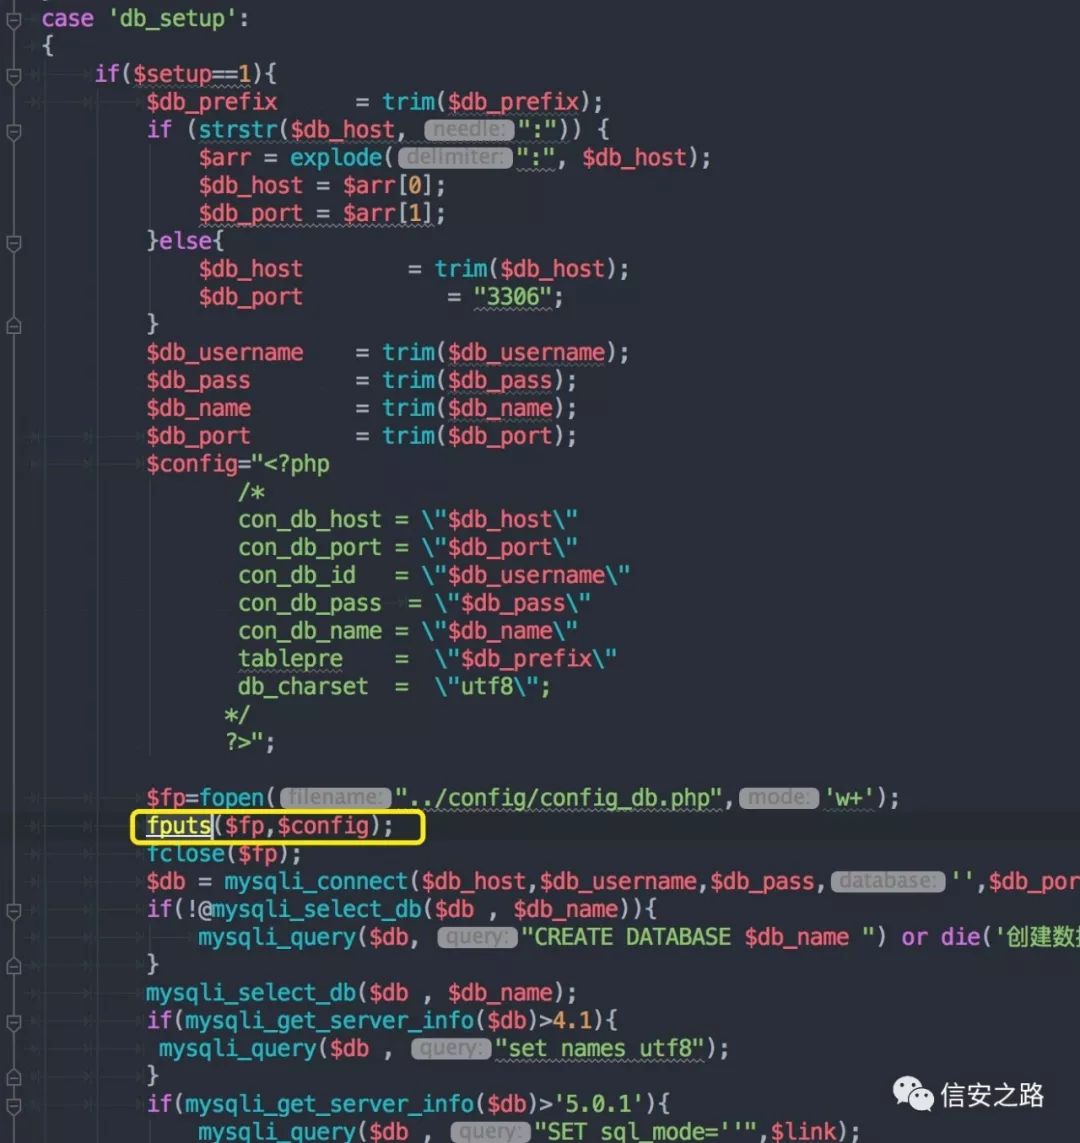 case 'db_setup':
{
if($setup==1){
$db_prefix = trim($db_prefix);
if (strstr($db_host, needle: ":")) {
$arr = explode( delimiter: ":", $db_host);
$db_host = $arr[0];
$db_port = $arr[1];
}else{
$db_host = trim($db_host);
$db_port = "3306";
}
$db_username = trim($db_username);
$db_pass = trim($db_pass);
$db_name = trim($db_name);
$db_port = trim($db_port);
$config="<?php
/*
con_db_host = \"$db_host\"
con_db_port = \"$db_port\"
con_db_id = \"$db_username\"
con_db_pass = \"$db_pass\"
con_db_name = \"$db_name\"
tablepre = \"$db_prefix\"
db_charset = \"utf8\";
*/
?>";
$fp=fopen( filename: "../config/config_db.php", mode: 'w+');
fputs($fp,$config);
fclose($fp);
$db = mysqli_connect($db_host,$db_username,$db_pass, database: '',$db_por
if(!@mysqli_select_db($db , $db_name)){
mysqli_query($db, query: "CREATE DATABASE $db_name ") or die('创建数据
}
mysqli_select_db($db , $db_name);
if(mysqli_get_server_info($db)>4.1){
mysqli_query($db , query: "set names utf8");
}
if(mysqli_get_server_info($db)>'5.0.1'){
mysqli_query($db , query: "SET sql_mode=''",$link);
信安之路